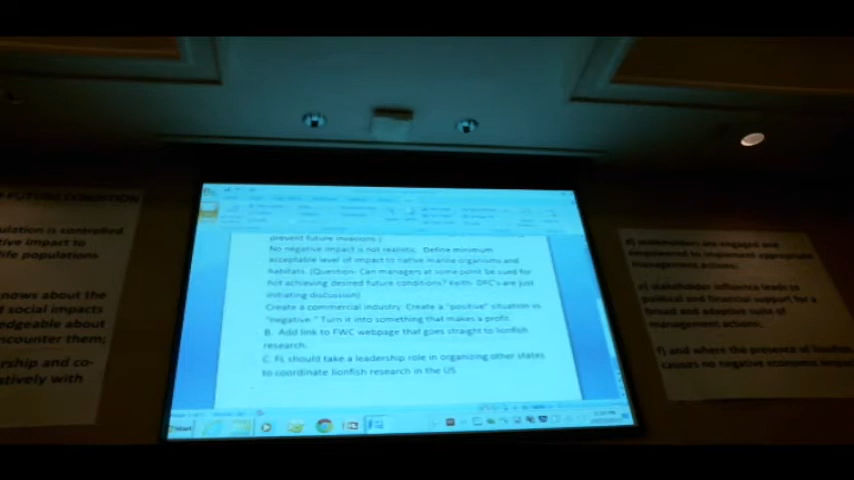 FUTURE CONDITION
ulation is controlled
tive impact to
life populations
nows about the
d social impacts
edgeable about
counter them;
rship and co-
atively with
prevent future invasions.)
No negative impact is not realistic. Define minimum
acceptable level of impact to native marine organisms and
habitats. (Question: Can managers at some point be sued for
not achieving desired future conditions? Keith: DFC's are just
initiating discussion)
Create a commercial industry. Create a "positive" situation vs
"negative." Turn it into something that makes a profit.
B. Add link to FWC webpage that goes straight to lionfish
research.
C. FL should take a leadership role in organizing other states
to coordinate lionfish research in the US.
Start
d) stakeholders are engaged and
empowered to implement appropriate
management actions;
e) stakeholder influence leads to
political and financial support for a
broad and adaptive suite of
management actions;
f) and where the presence of lionfish
causes no negative economic impact